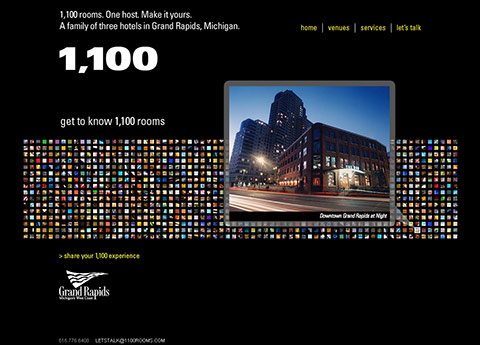 1,100 rooms. One host. Make it yours.
A family of three hotels in Grand Rapids, Michigan.
home | venues | services | let's talk
1,100
get to know 1,100 rooms
Downtown Grand Rapids at Night
> share your 1,100 experience
Grand Rapids
Michigan's West Coast
616 776 6408 LETSTALK@1100ROOMS.COM